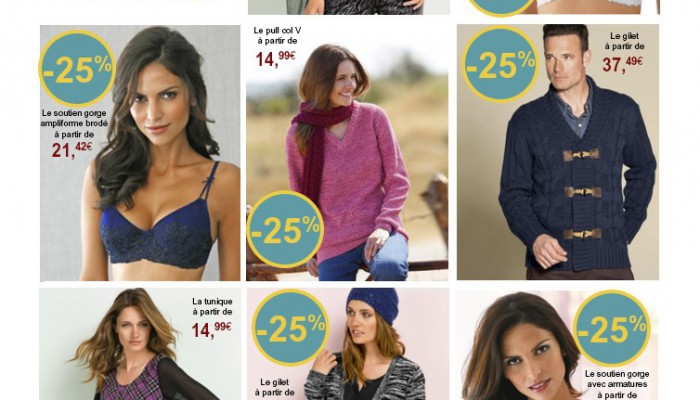 -25%
Le soutien gorge
ampliforme brodé
à partir de
21,42€
Le pull col V
à partir de
14,99€
-25%
-25%
Le gilet
à partir de
37,49€
La tunique
à partir de
14,99€
-25%
Le gilet
à partir de
-25%
Le soutien gorge
avec armatures
à partir de